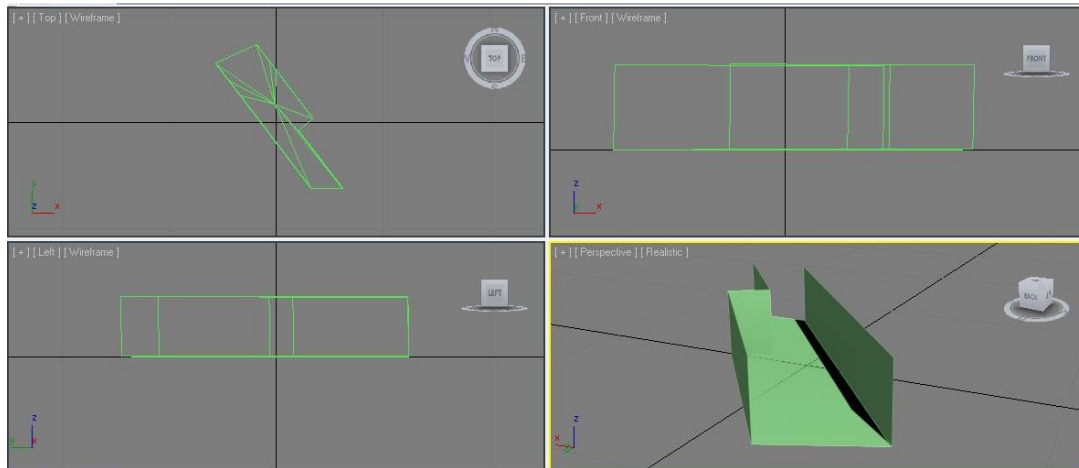 [ + ] [ Top ] [ Wireframe ]
TOP
y
z x
[ + ] [ Front ] [ Wireframe ]
FRONT
z
y x
[ + ] [ Left ] [ Wireframe ]
LEFT
z
y x
[ + ] [ Perspective ] [ Realistic ]
BACK
z
x y